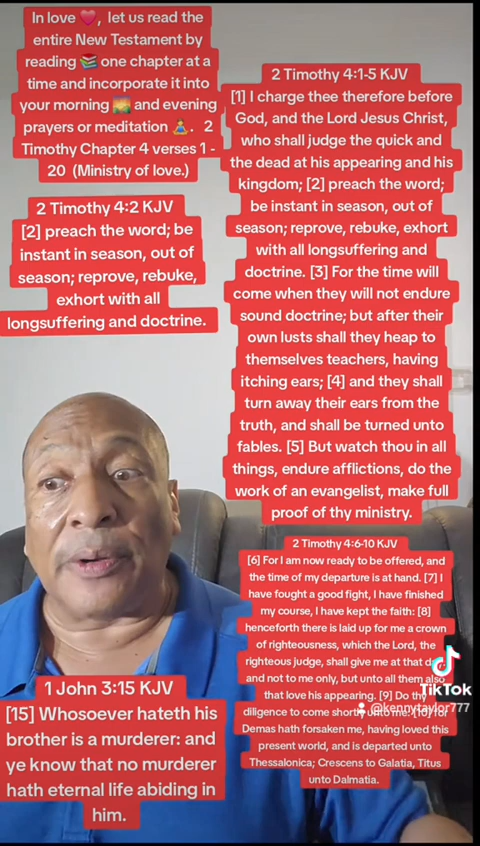 In love 💗, let us read the
entire New Testament by
reading 📚 one chapter at a
time and incorporate it into
your morning 🌅 and evening
prayers or meditation 🧘. 2
Timothy Chapter 4 verses 1 -
20 (Ministry of love.)
2 Timothy 4:2 KJV
[2] preach the word; be
instant in season, out of
season; reprove, rebuke,
exhort with all
longsuffering and doctrine.
2 Timothy 4:1-5 KJV
[1] I charge thee therefore before
God, and the Lord Jesus Christ,
who shall judge the quick and
the dead at his appearing and his
kingdom; [2] preach the word;
be instant in season, out of
season; reprove, rebuke, exhort
with all longsuffering and
doctrine. [3] For the time will
come when they will not endure
sound doctrine; but after their
own lusts shall they heap to
themselves teachers, having
itching ears; [4] and they shall
turn away their ears from the
truth, and shall be turned unto
fables. [5] But watch thou in all
things, endure afflictions, do the
work of an evangelist, make full
proof of thy ministry.
2 Timothy 4:6-10 KJV
[6] For I am now ready to be offered, and
the time of my departure is at hand. [7] I
have fought a good fight, I have finished
my course, I have kept the faith: [8]
henceforth there is laid up for me a crown
of righteousness, which the Lord, the
righteous judge, shall give me at that
and not to me only, but unto all them also
that love his appearing. [9] Do thy
diligence to come shortly unto me: [10] for
Demas hath forsaken me, having loved this
present world, and is departed unto
Thessalonica; Crescens to Galatia, Titus
unto Dalmatia.
TikTok
@kennytaylor777
1 John 3:15 KJV
[15] Whosoever hateth his
brother is a murderer: and
ye know that no murderer
hath eternal life abiding in
him.